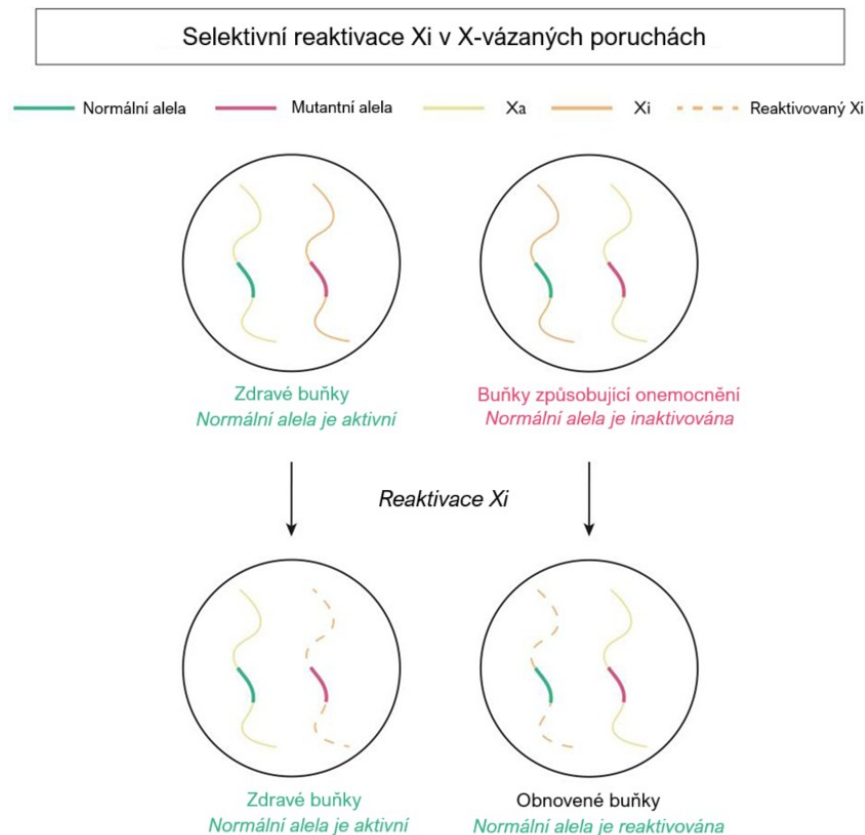 Selektivní reaktivace Xi v X-vázaných poruchách
Normální alela Mutantní alela Xa Xi Reaktivovaný Xi
Zdravé buňky Buňky způsobující onemocnění
Normální alela je aktivní Normální alela je inaktivována
Reaktivace Xi
Zdravé buňky Obnovené buňky
Normální alela je aktivní Normální alela je reaktivována